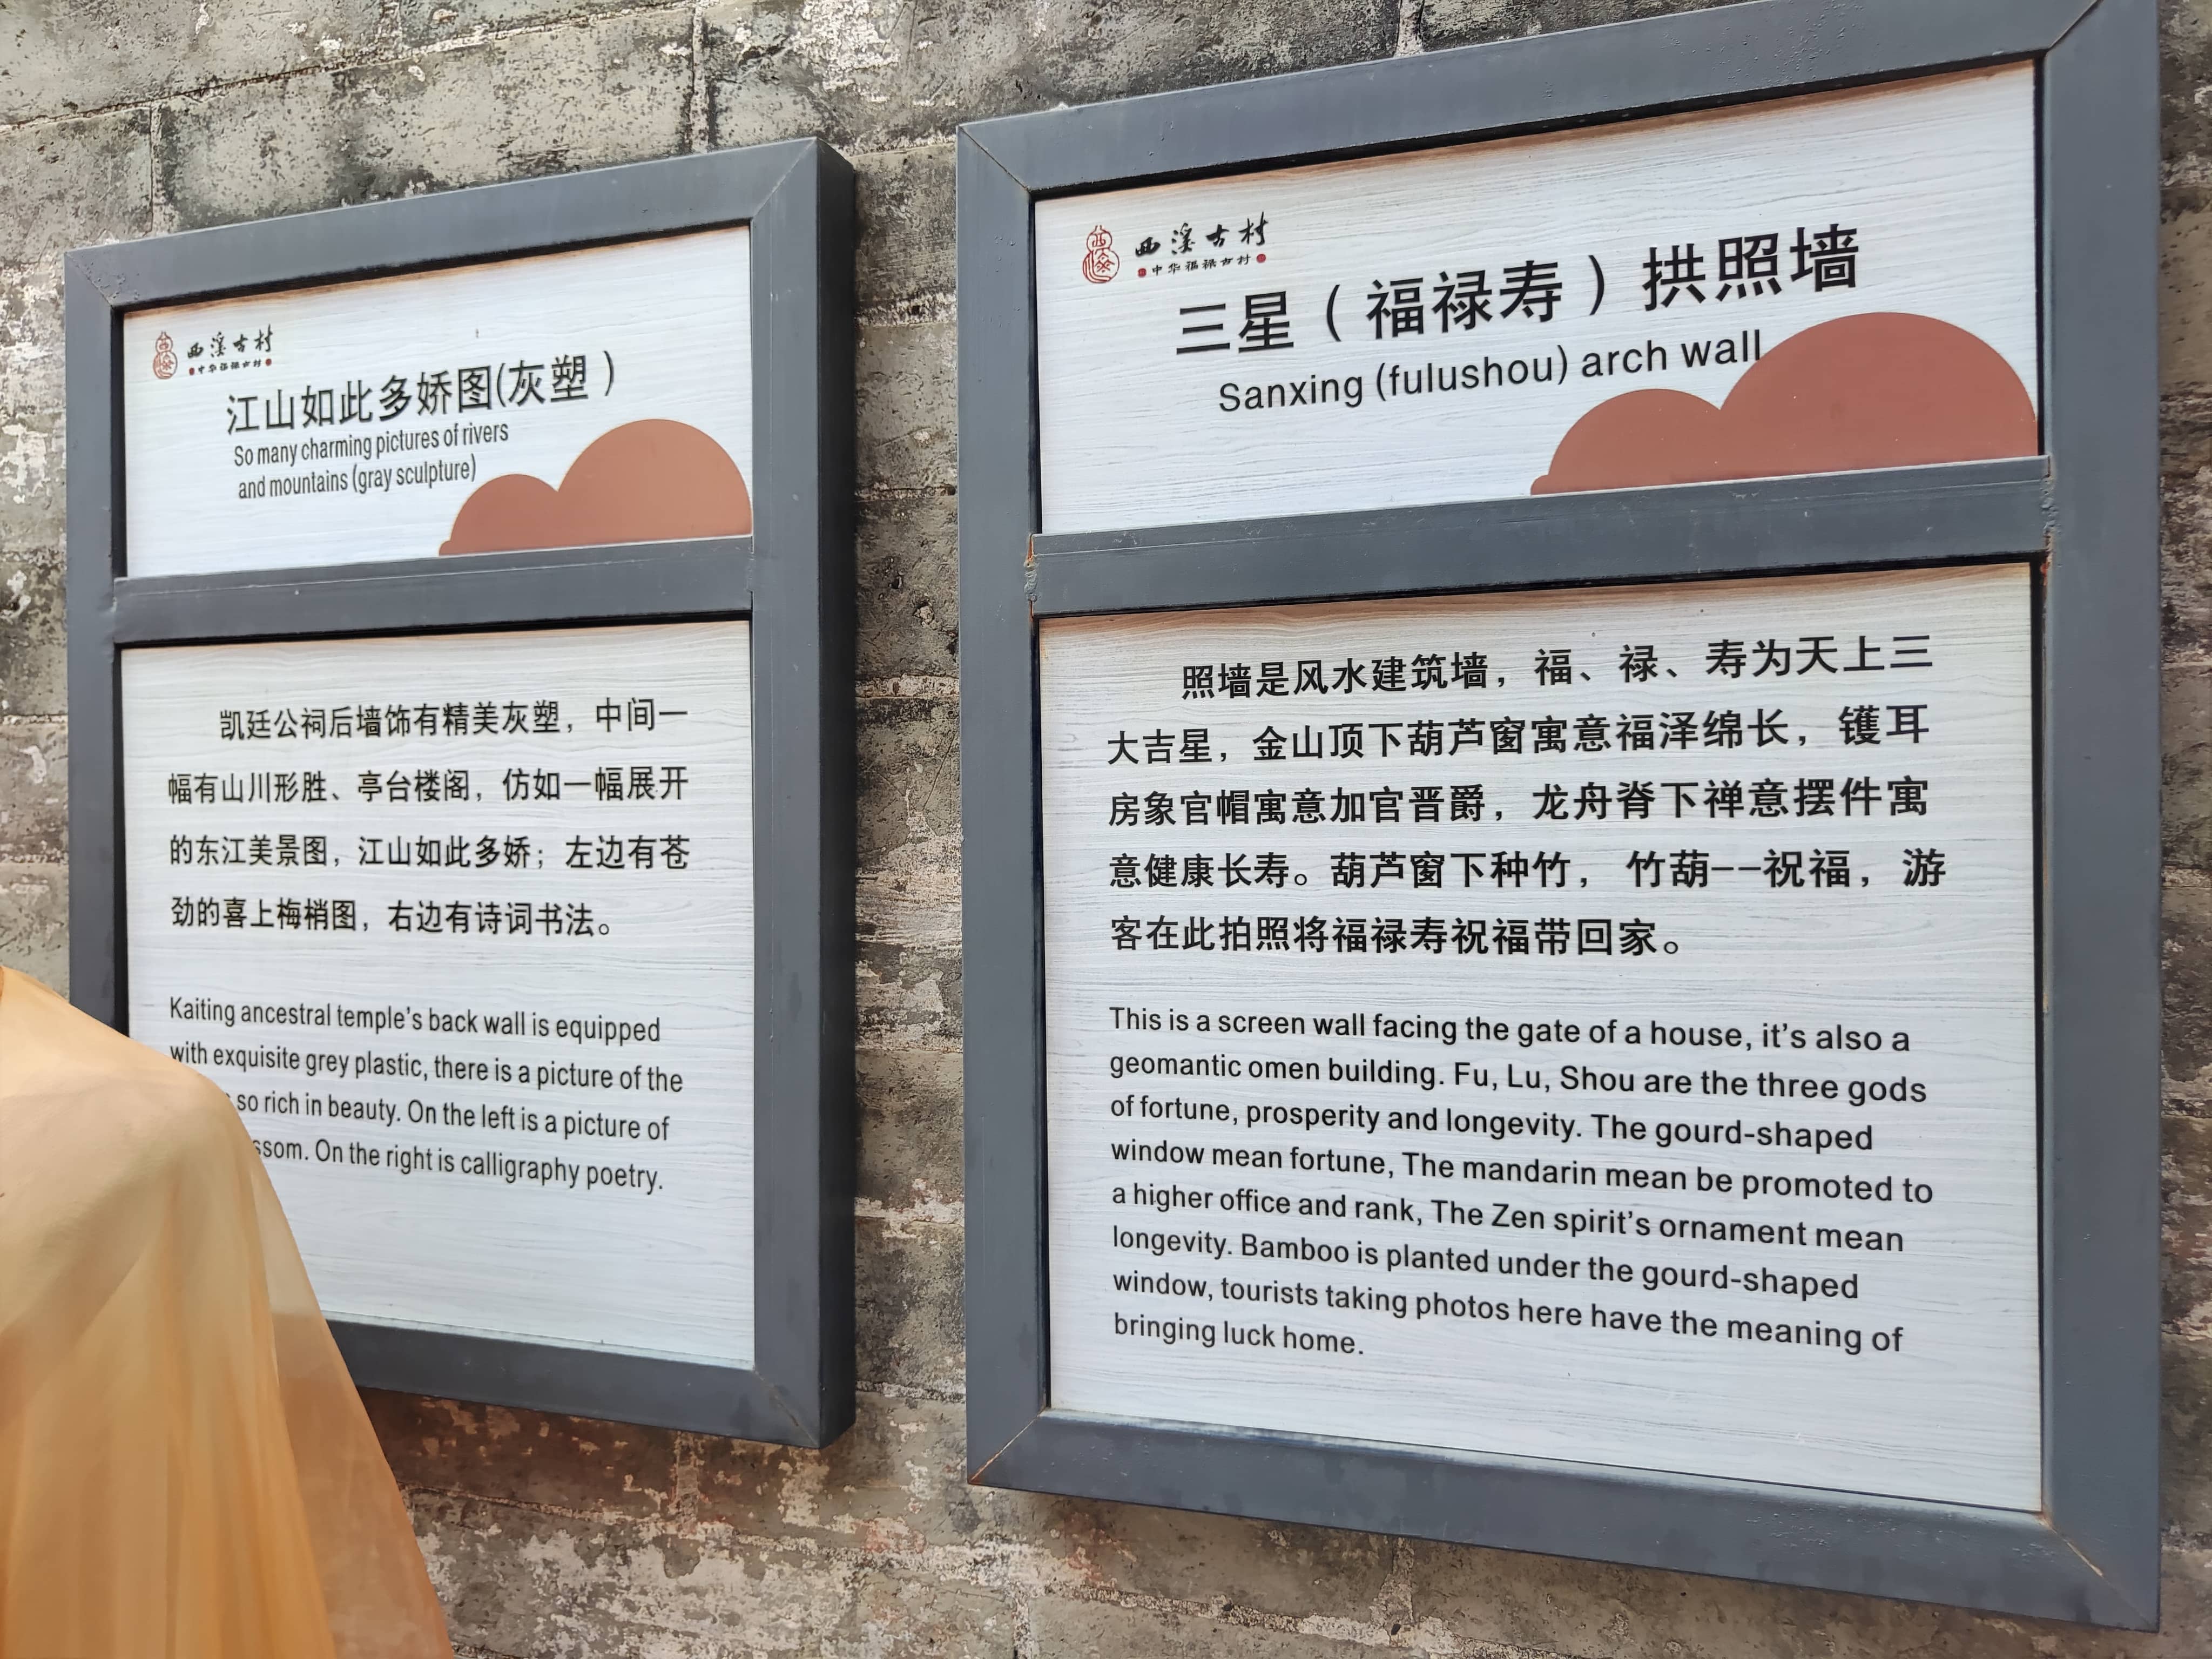 西溪古村
中华福禄古村
江山如此多娇图(灰塑)
So many charming pictures of rivers
and mountains (gray sculpture)
凯廷公祠后墙饰有精美灰塑，中间一
幅有山川形胜、亭台楼阁，仿如一幅展开
的东江美景图，江山如此多娇；左边有苍
劲的喜上梅梢图，右边有诗词书法。
Kaiting ancestral temple's back wall is equipped
with exquisite grey plastic, there is a picture of the
so rich in beauty. On the left is a picture of
On the right is calligraphy poetry.
西溪古村
中华福禄古村
三星（福禄寿）拱照墙
Sanxing (fulushou) arch wall
照墙是风水建筑墙，福、禄、寿为天上三
大吉星，金山顶下葫芦窗寓意福泽绵长，镬耳
房象官帽寓意加官晋爵，龙舟脊下禅意摆件寓
意健康长寿。葫芦窗下种竹，竹葫--祝福，游
客在此拍照将福禄寿祝福带回家。
This is a screen wall facing the gate of a house, it's also a
geomantic omen building. Fu, Lu, Shou are the three gods
of fortune, prosperity and longevity. The gourd-shaped
window mean fortune, The mandarin mean be promoted to
a higher office and rank, The Zen spirit's ornament mean
longevity. Bamboo is planted under the gourd-shaped
window, tourists taking photos here have the meaning of
bringing luck home.